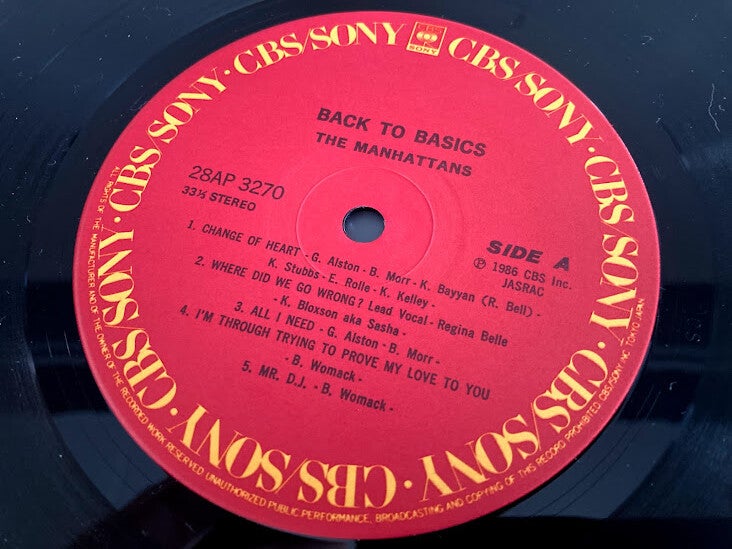 CBS/SONY · CBS/SONY · CBS/SONY · CBS/SONY · CBS/SONY · CBS/SONY · CBS/SONY · CBS SONY
SONY
BACK TO BASICS
THE MANHATTANS
28AP 3270
33⅓ STEREO
SIDE A
℗ 1986 CBS Inc.
JASRAC
1. CHANGE OF HEART - G. Alston - B. Morr - K. Bayyan (R. Bell) -
K. Stubbs - E. Rolle - K. Kelley -
2. WHERE DID WE GO WRONG? Lead Vocal - Regina Belle
- K. Bloxson aka Sasha -
3. ALL I NEED - G. Alston - B. Morr -
4. I'M THROUGH TRYING TO PROVE MY LOVE TO YOU
- B. Womack -
5. MR. D.J. - B. Womack -
ALL RIGHTS OF THE MANUFACTURER AND OF THE OWNER OF THE RECORDED WORK RESERVED. UNAUTHORIZED PUBLIC PERFORMANCE, BROADCASTING AND COPYING OF THIS RECORD PROHIBITED. CBS/SONY INC. TOKYO JAPAN